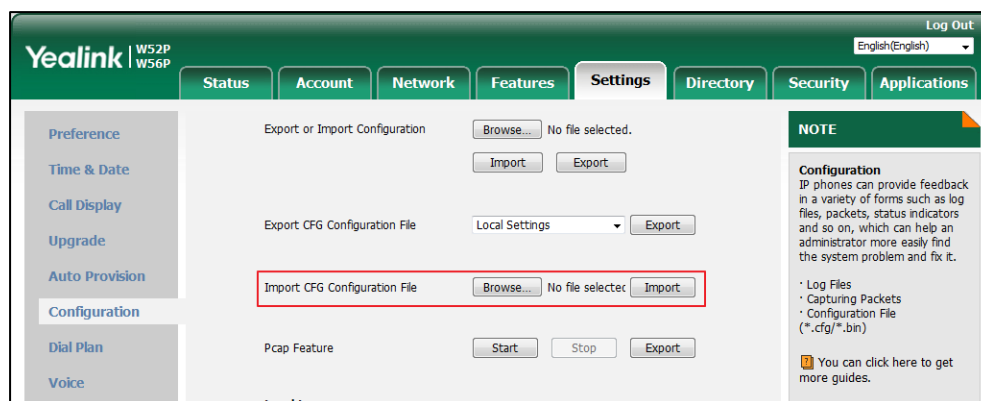 Log Out
Yealink W52P W56P
English(English)
Status Account Network Features Settings Directory Security Applications
Preference
Time & Date
Call Display
Upgrade
Auto Provision
Configuration
Dial Plan
Voice
Export or Import Configuration Browse... No file selected.
Import Export
Export CFG Configuration File Local Settings Export
Import CFG Configuration File Browse... No file selectec Import
Pcap Feature Start Stop Export
NOTE
Configuration
IP phones can provide feedback
in a variety of forms such as log
files, packets, status indicators
and so on, which can help an
administrator more easily find
the system problem and fix it.
· Log Files
· Capturing Packets
· Configuration File
(*.cfg/*.bin)
You can click here to get
more guides.